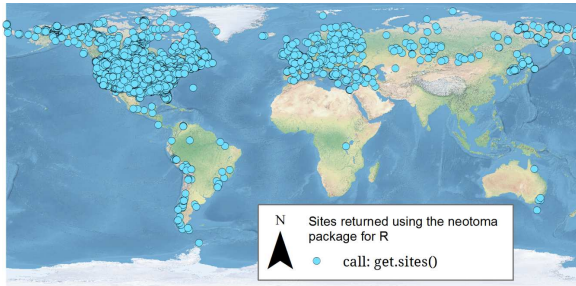 N
Sites returned using the neotoma
package for R
call: get.sites()